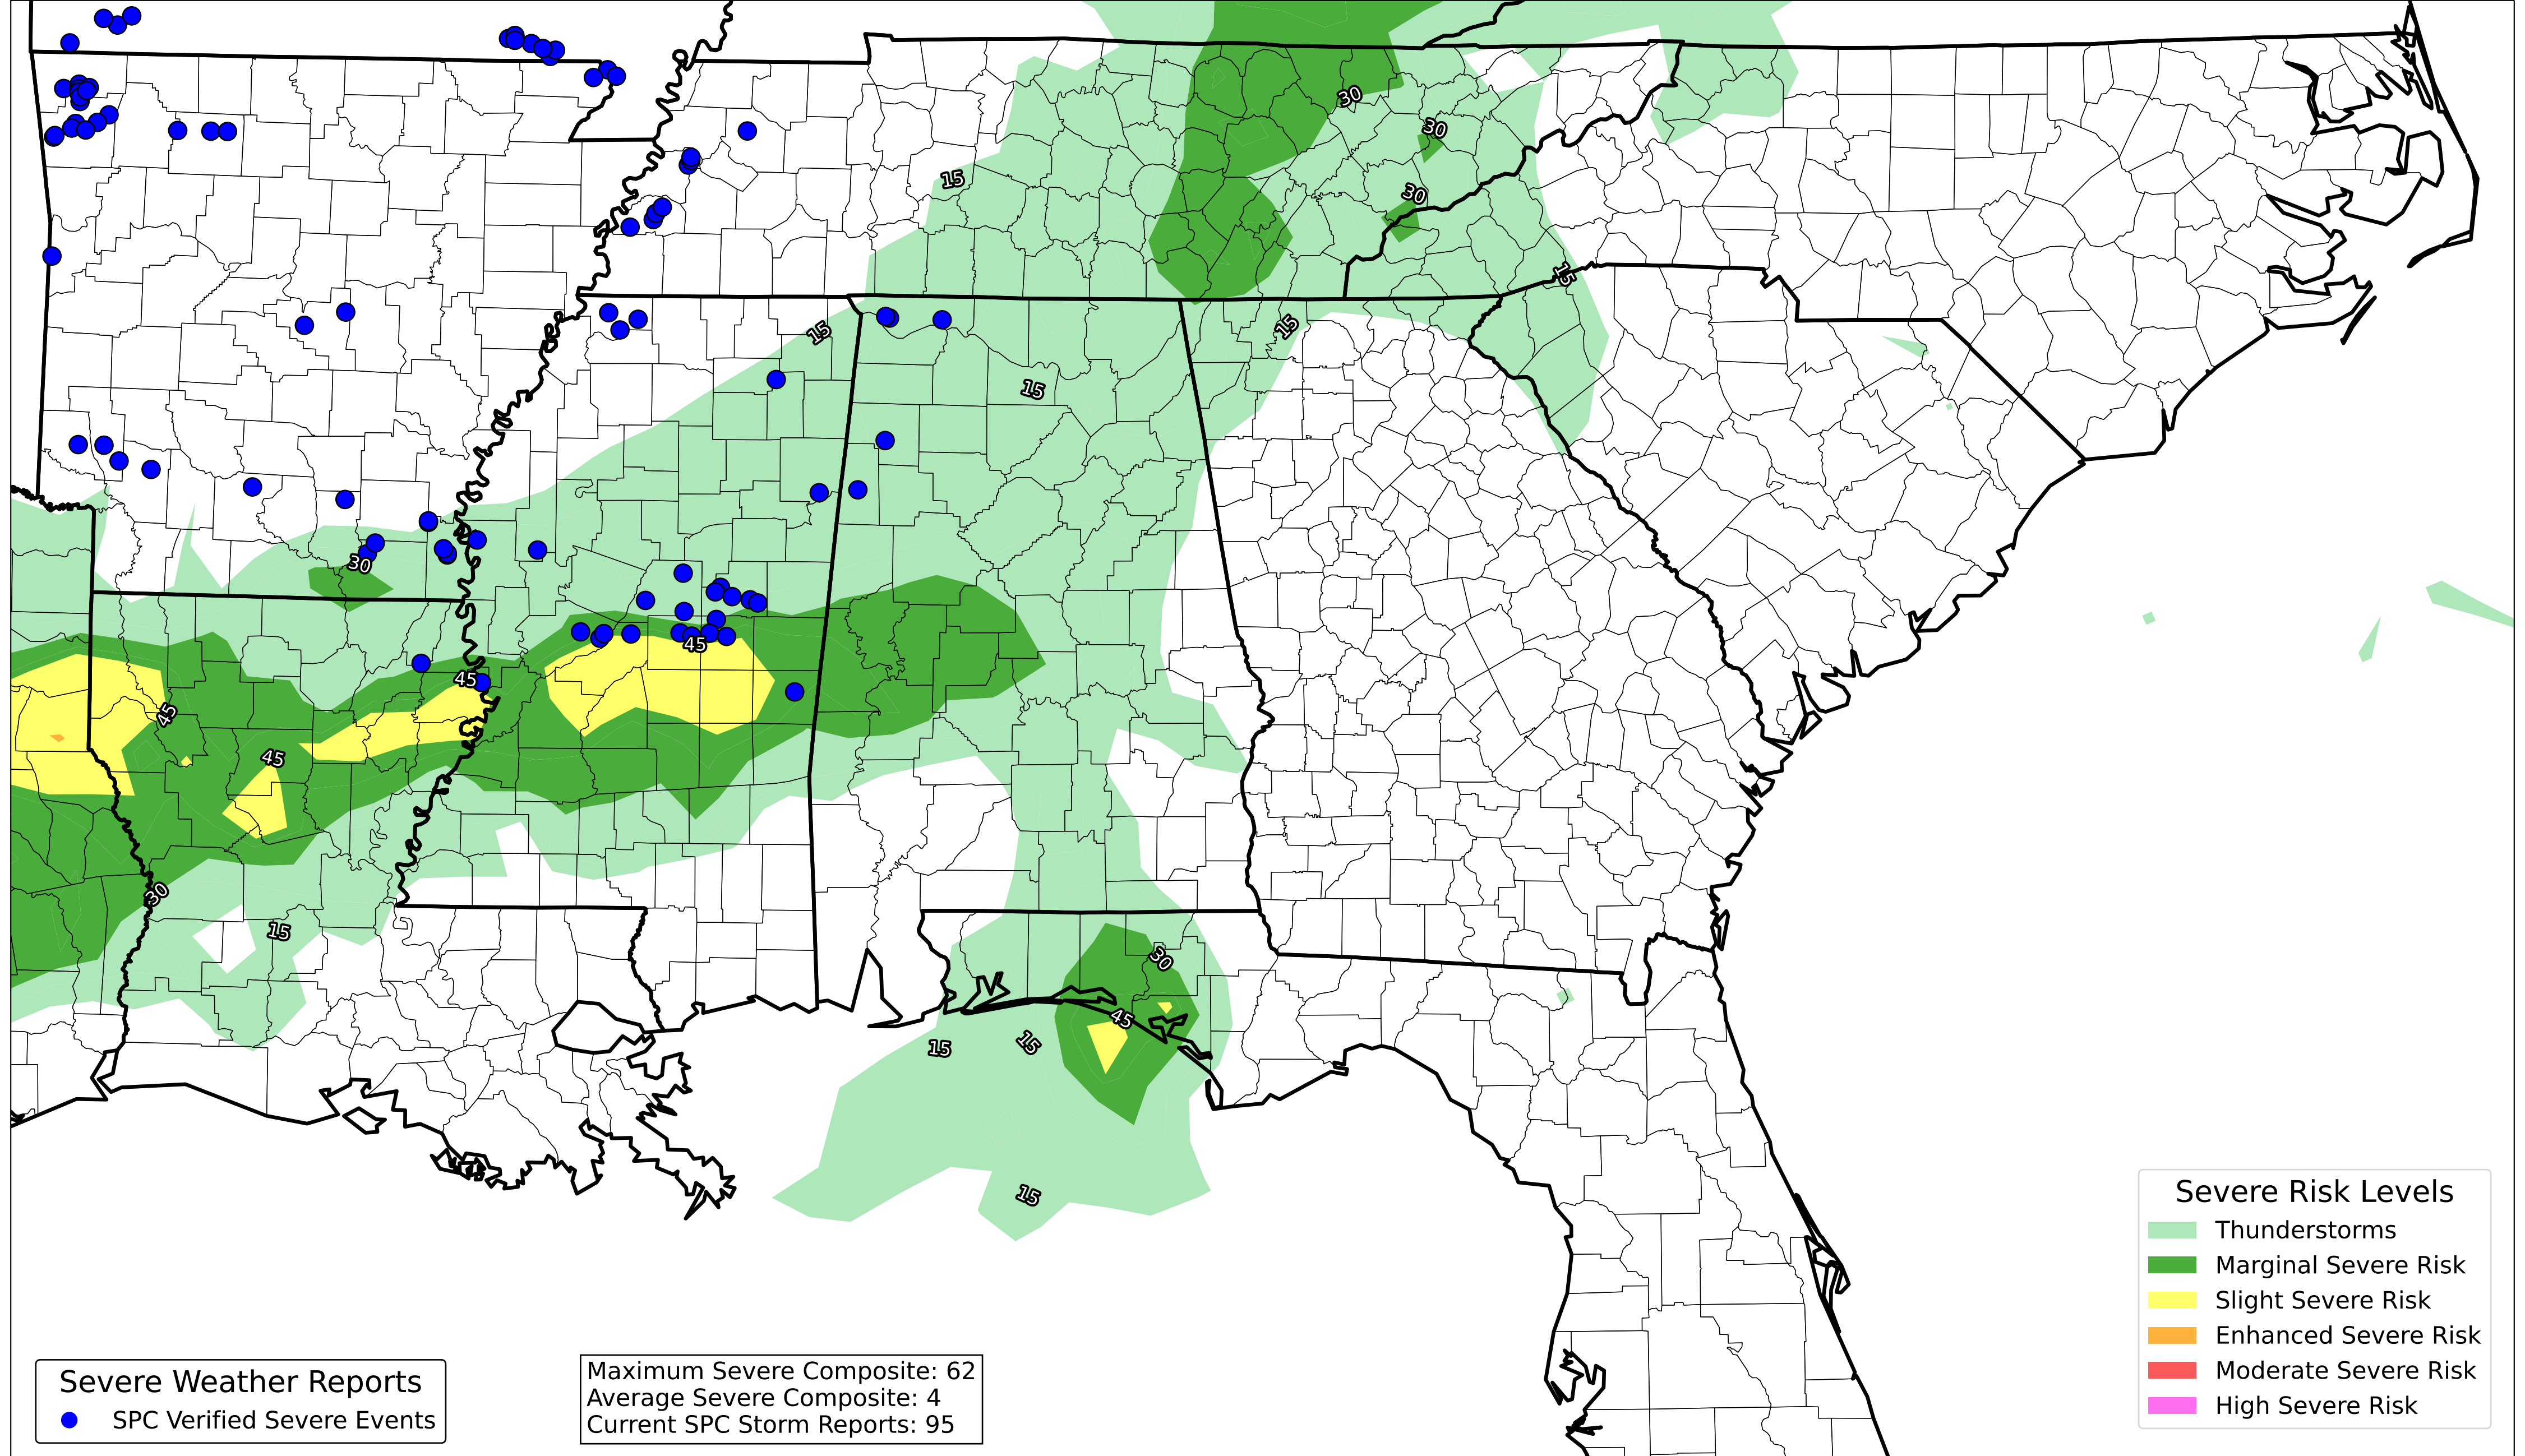 30
30
30
15
15
15
15
15
30
45
45
45
45
30
15
30
45
15
15
15
Severe Weather Reports
SPC Verified Severe Events
Maximum Severe Composite: 62
Average Severe Composite: 4
Current SPC Storm Reports: 95
Severe Risk Levels
Thunderstorms
Marginal Severe Risk
Slight Severe Risk
Enhanced Severe Risk
Moderate Severe Risk
High Severe Risk